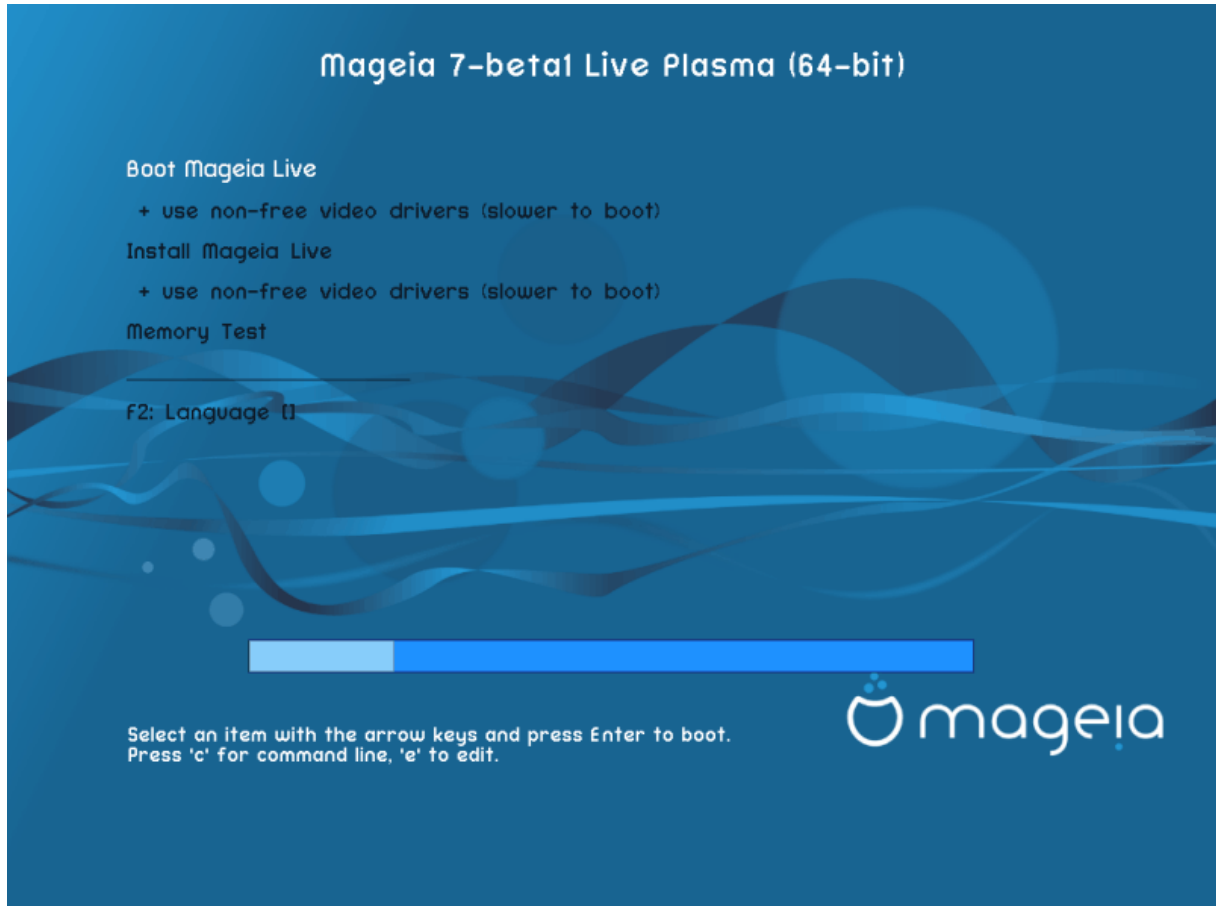 Mageia 7-beta1 Live Plasma (64-bit)
Boot Mageia Live
+ use non-free video drivers (slower to boot)
Install Mageia Live
+ use non-free video drivers (slower to boot)
Memory Test
F2: Language []
mageia
Select an item with the arrow keys and press Enter to boot.
Press 'c' for command line, 'e' to edit.